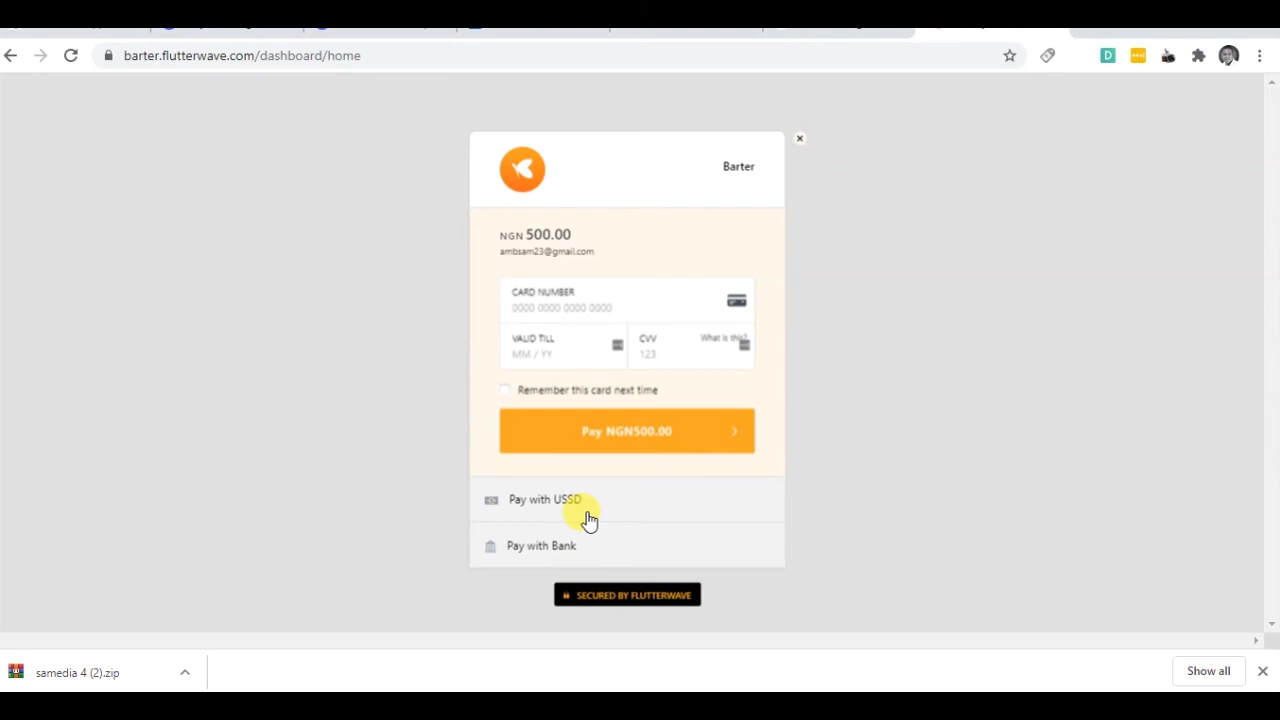 barter.flutterwave.com/dashboard/home
D
Barter
NGN 500.00
ambsam23@gmail.com
CARD NUMBER
0000 0000 0000 0000
VALID TILL
MM / YY
CVV
What is this?
123
Remember this card next time
Pay NGN500.00
Pay with USSD
Pay with Bank
SECURED BY FLUTTERWAVE
samedia 4 (2).zip
Show all